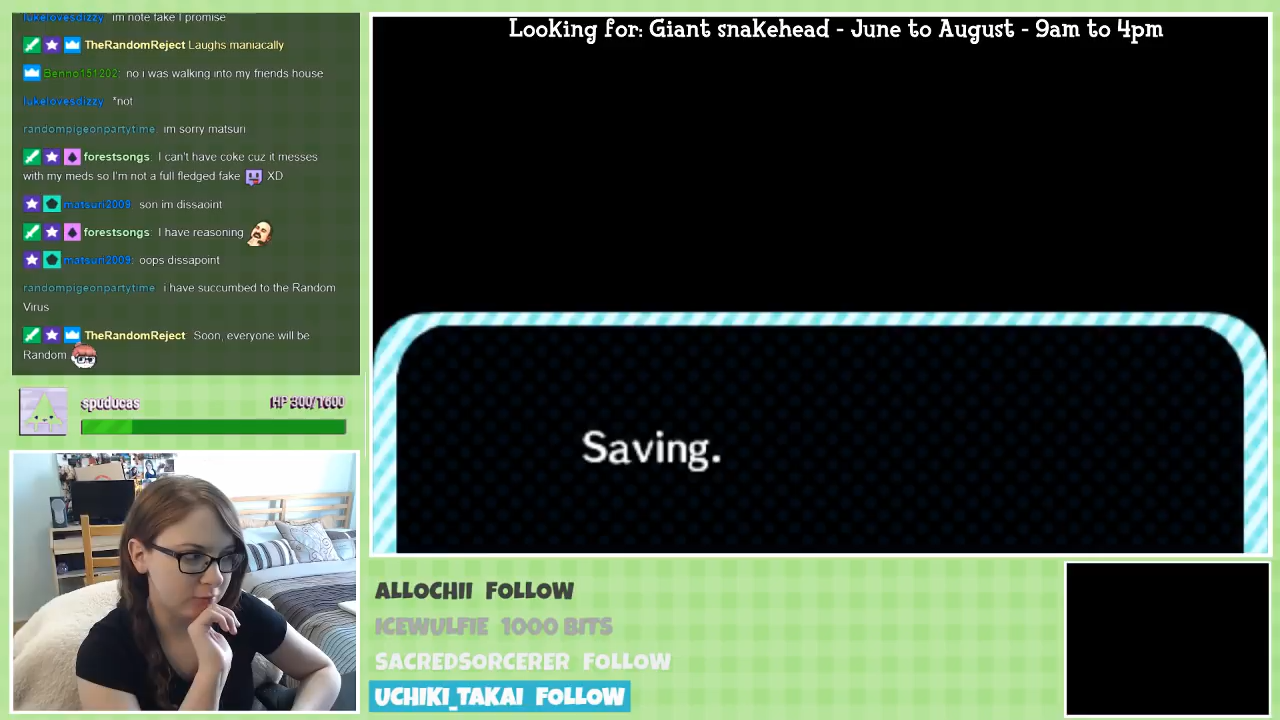 lukelovesdizzy: im note fake I promise
TheRandomReject Laughs maniacally
Benno151202: no i was walking into my friends house
lukelovesdizzy: *not
randompigeonpartytime: im sorry matsuri
forestsongs: I can't have coke cuz it messes
with my meds so I'm not a full fledged fake XD
matsuri2009: son im dissaoint
forestsongs: I have reasoning
matsuri2009: oops dissapoint
randompigeonpartytime: i have succumbed to the Random
Virus
TheRandomReject: Soon, everyone will be
Random
spuducas HP 300/1600
Looking for: Giant snakehead - June to August - 9am to 4pm
Saving.
ALLOCHII FOLLOW
ICEWULFIE 1000 BITS
SACREDSORCERER FOLLOW
UCHIKI_TAKAI FOLLOW